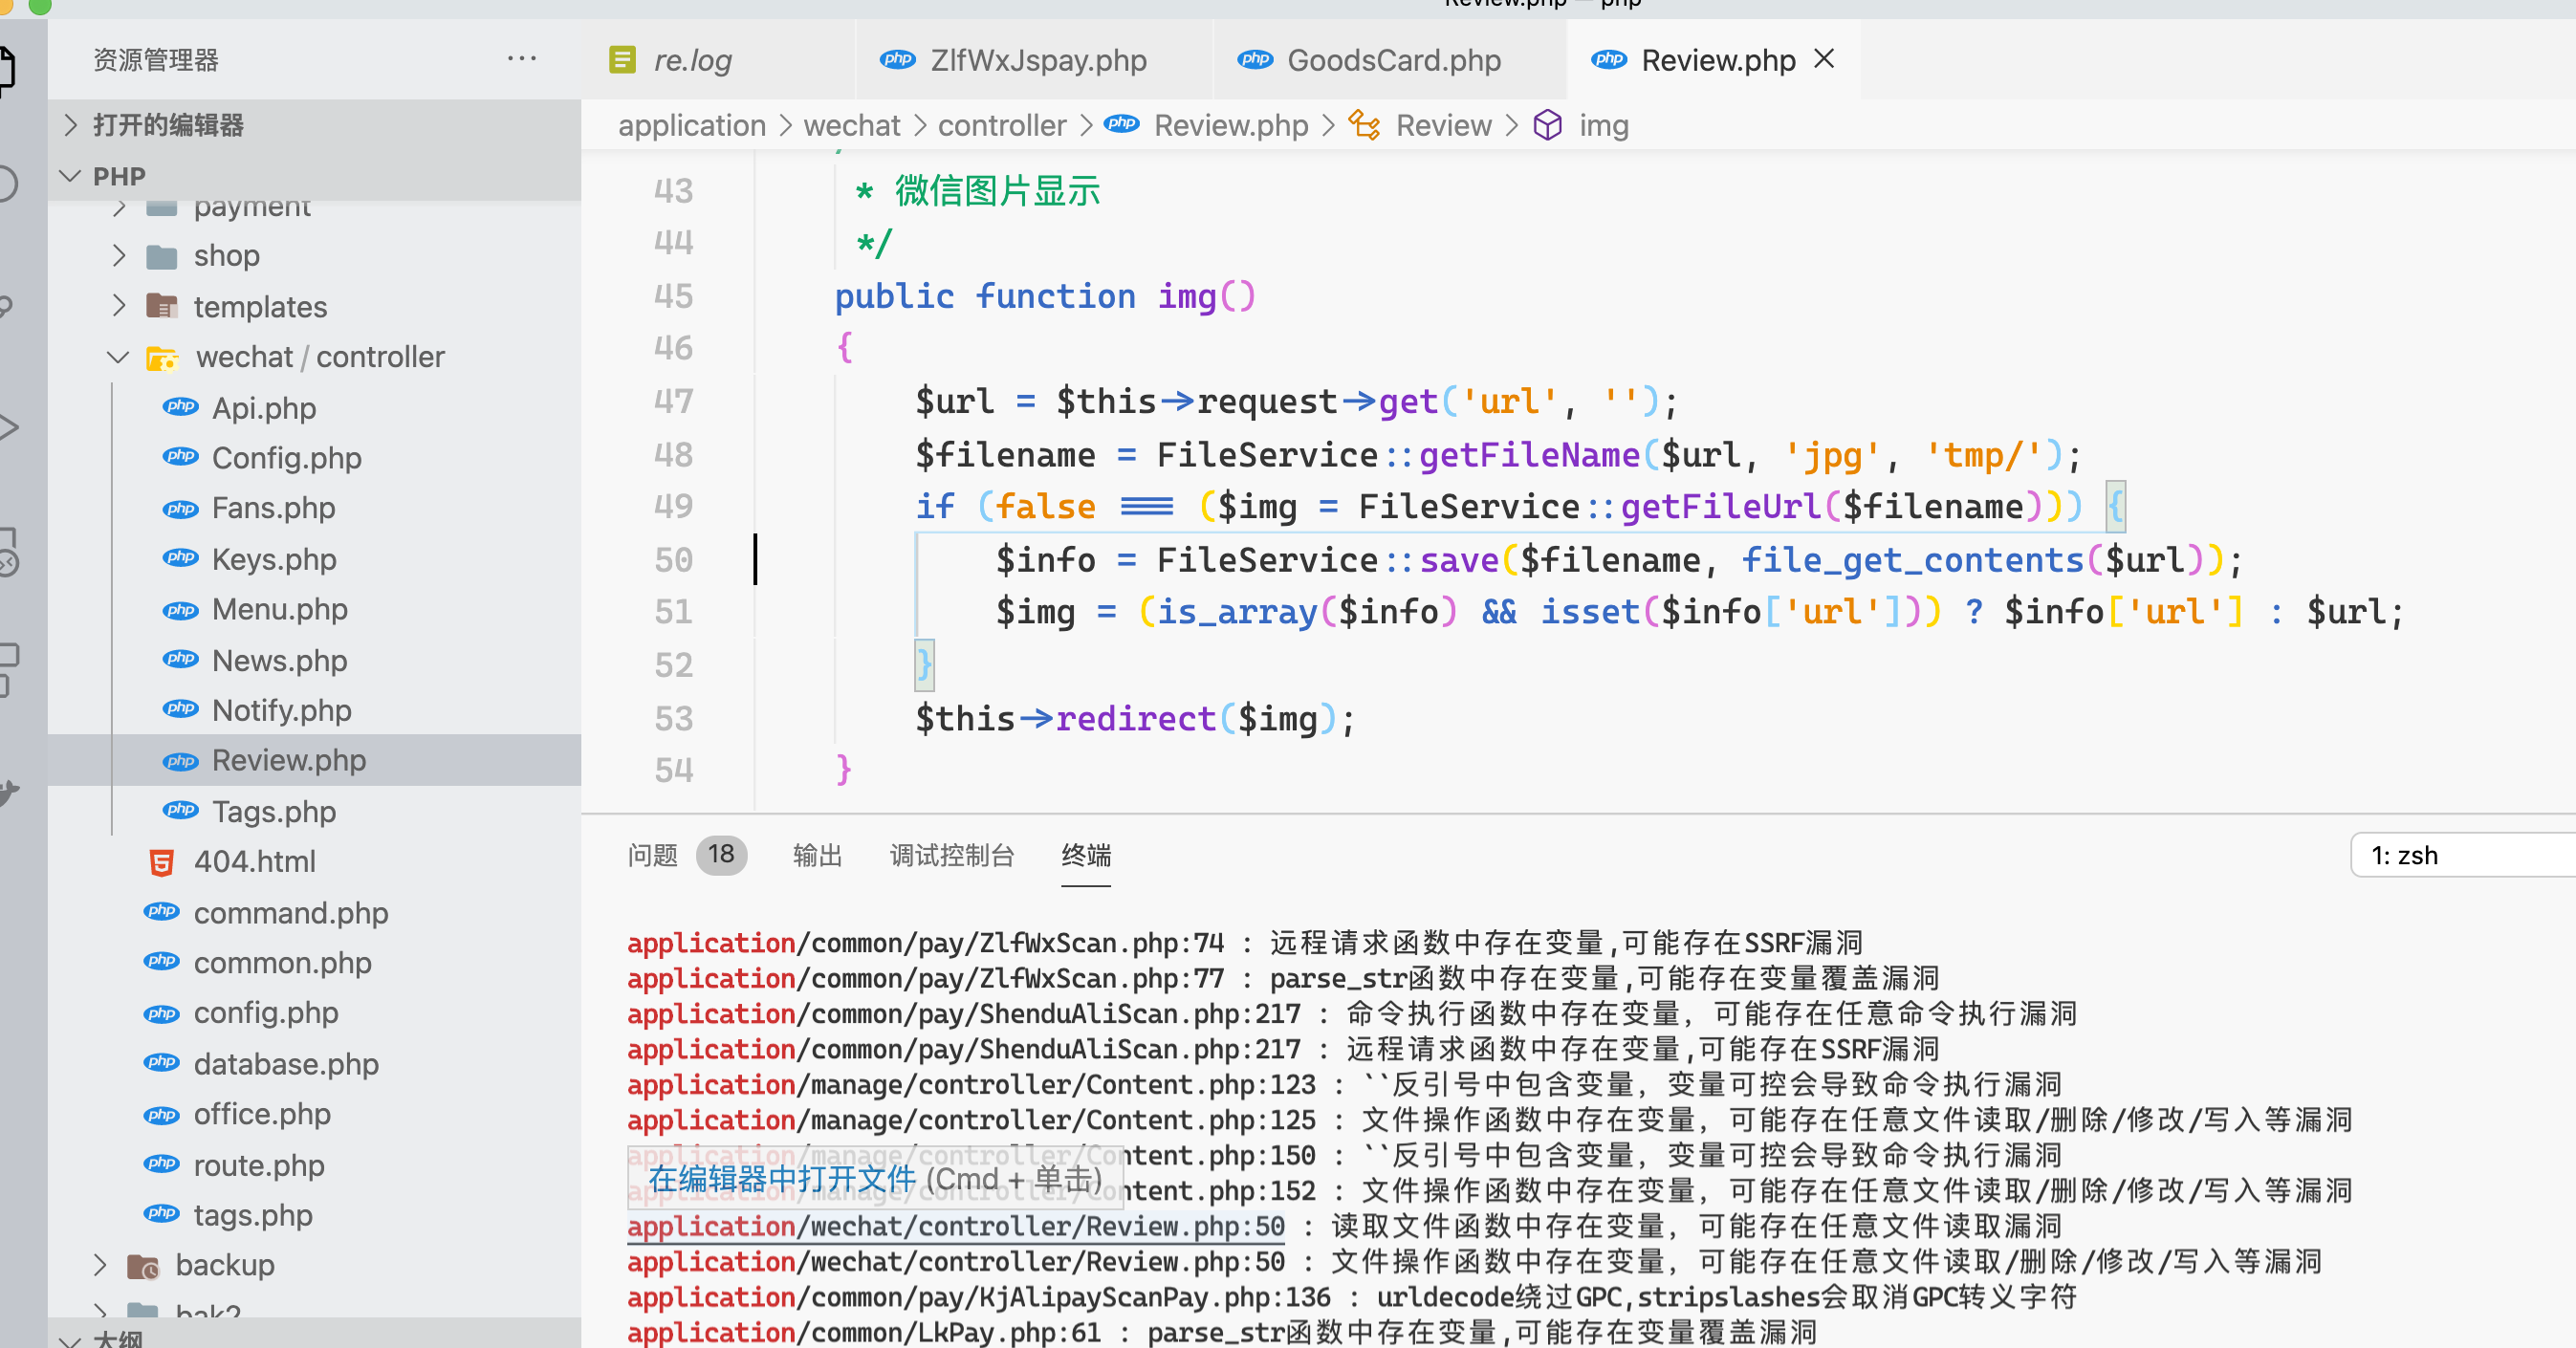 Review.php — php
资源管理器
打开的编辑器
PHP
payment
shop
templates
wechat / controller
Api.php
Config.php
Fans.php
Keys.php
Menu.php
News.php
Notify.php
Review.php
Tags.php
404.html
command.php
common.php
config.php
database.php
office.php
route.php
tags.php
backup
bak2
大纲
re.log
ZlfWxJspay.php
GoodsCard.php
Review.php
application > wechat > controller > Review.php > Review > img
43 * 微信图片显示
44 */
45 public function img()
46 {
47 $url = $this->request->get('url', '');
48 $filename = FileService::getFileName($url, 'jpg', 'tmp/');
49 if (false === ($img = FileService::getFileUrl($filename))) {
50 $info = FileService::save($filename, file_get_contents($url));
51 $img = (is_array($info) && isset($info['url'])) ? $info['url'] : $url;
52 }
53 $this->redirect($img);
54 }
问题 18 输出 调试控制台 终端
1: zsh
application/common/pay/ZlfWxScan.php:74 : 远程请求函数中存在变量,可能存在SSRF漏洞
application/common/pay/ZlfWxScan.php:77 : parse_str函数中存在变量,可能存在变量覆盖漏洞
application/common/pay/ShenduAliScan.php:217 : 命令执行函数中存在变量，可能存在任意命令执行漏洞
application/common/pay/ShenduAliScan.php:217 : 远程请求函数中存在变量,可能存在SSRF漏洞
application/manage/controller/Content.php:123 : ``反引号中包含变量，变量可控会导致命令执行漏洞
application/manage/controller/Content.php:125 : 文件操作函数中存在变量，可能存在任意文件读取/删除/修改/写入等漏洞
application/manage/controller/Content.php:150 : ``反引号中包含变量，变量可控会导致命令执行漏洞
在编辑器中打开文件 (Cmd + 单击)
application/manage/controller/Content.php:152 : 文件操作函数中存在变量，可能存在任意文件读取/删除/修改/写入等漏洞
application/wechat/controller/Review.php:50 : 读取文件函数中存在变量，可能存在任意文件读取漏洞
application/wechat/controller/Review.php:50 : 文件操作函数中存在变量，可能存在任意文件读取/删除/修改/写入等漏洞
application/common/pay/KjAlipayScanPay.php:136 : urldecode绕过GPC,stripslashes会取消GPC转义字符
application/common/LkPay.php:61 : parse_str函数中存在变量,可能存在变量覆盖漏洞